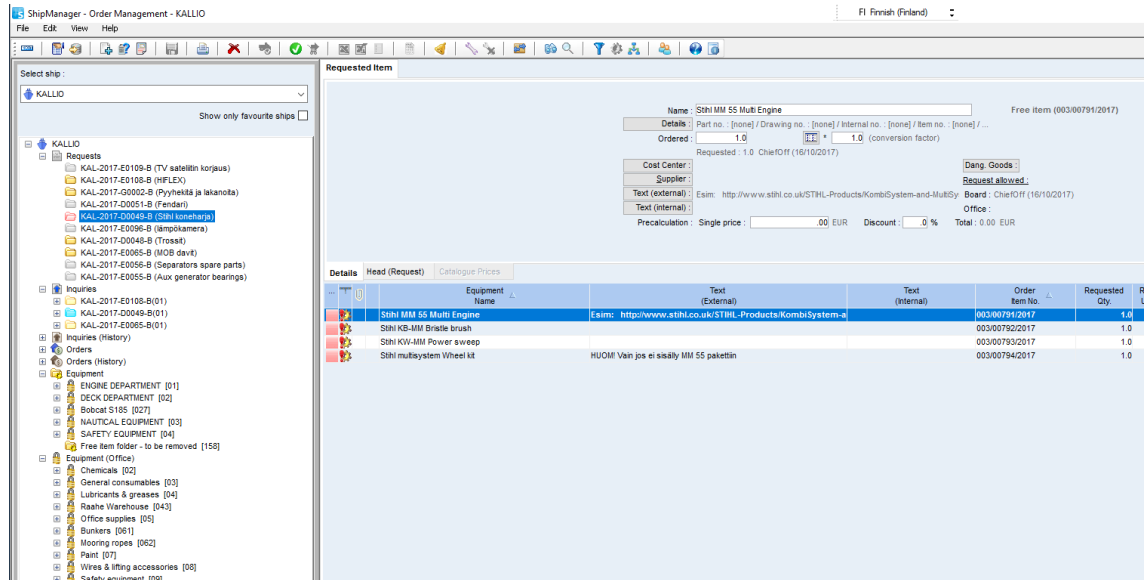 ShipManager - Order Management - KALLIO
FI Finnish (Finland)
File Edit View Help
Select ship :
KALLIO
Show only favourite ships
KALLIO
Requests
KAL-2017-E0109-B (TV sateliitin korjaus)
KAL-2017-E0108-B (HIFLEX)
KAL-2017-G0002-B (Pyyhekitä ja lakanoita)
KAL-2017-D0051-B (Fendari)
KAL-2017-D0049-B (Stihl koneharja)
KAL-2017-E0096-B (lämpökamera)
KAL-2017-D0048-B (Trossit)
KAL-2017-E0065-B (MOB davit)
KAL-2017-E0056-B (Separators spare parts)
KAL-2017-E0055-B (Aux generator bearings)
Inquiries
KAL-2017-E0108-B(01)
KAL-2017-D0049-B(01)
KAL-2017-E0065-B(01)
Inquiries (History)
Orders
Orders (History)
Equipment
ENGINE DEPARTMENT [01]
DECK DEPARTMENT [02]
Bobcat S185 [027]
NAUTICAL EQUIPMENT [03]
SAFETY EQUIPMENT [04]
Free item folder - to be removed [158]
Equipment (Office)
Chemicals [02]
General consumables [03]
Lubricants & greases [04]
Raahe Warehouse [043]
Office supplies [05]
Bunkers [061]
Mooring ropes [062]
Paint [07]
Wires & lifting accessories [08]
Safety equipment [09]
Requested Item
Name : Stihl MM 55 Multi Engine Free item (003/00791/2017)
Details : Part no. : [none] / Drawing no. : [none] / Internal no. : [none] / Item no. : [none] / ...
Ordered : 1.0 * 1.0 (conversion factor)
Requested : 1.0 ChiefOff (16/10/2017)
Cost Center : Dang. Goods :
Supplier : Request allowed :
Text (external) : Esim: http://www.stihl.co.uk/STIHL-Products/KombiSystem-and-MultiSy Board : ChiefOff (16/10/2017)
Text (internal) : Office :
Precalculation : Single price : .00 EUR Discount : .0 % Total : 0.00 EUR
Details Head (Request) Catalogue Prices
... Equipment Name Text (External) Text (Internal) Order Item No. Requested Qty.
Stihl MM 55 Multi Engine Esim: http://www.stihl.co.uk/STIHL-Products/KombiSystem-a 003/00791/2017 1.0
Stihl KB-MM Bristle brush 003/00792/2017 1.0
Stihl KW-MM Power sweep 003/00793/2017 1.0
Stihl multisystem Wheel kit HUOM! Vain jos ei sisälly MM 55 pakettiin 003/00794/2017 1.0